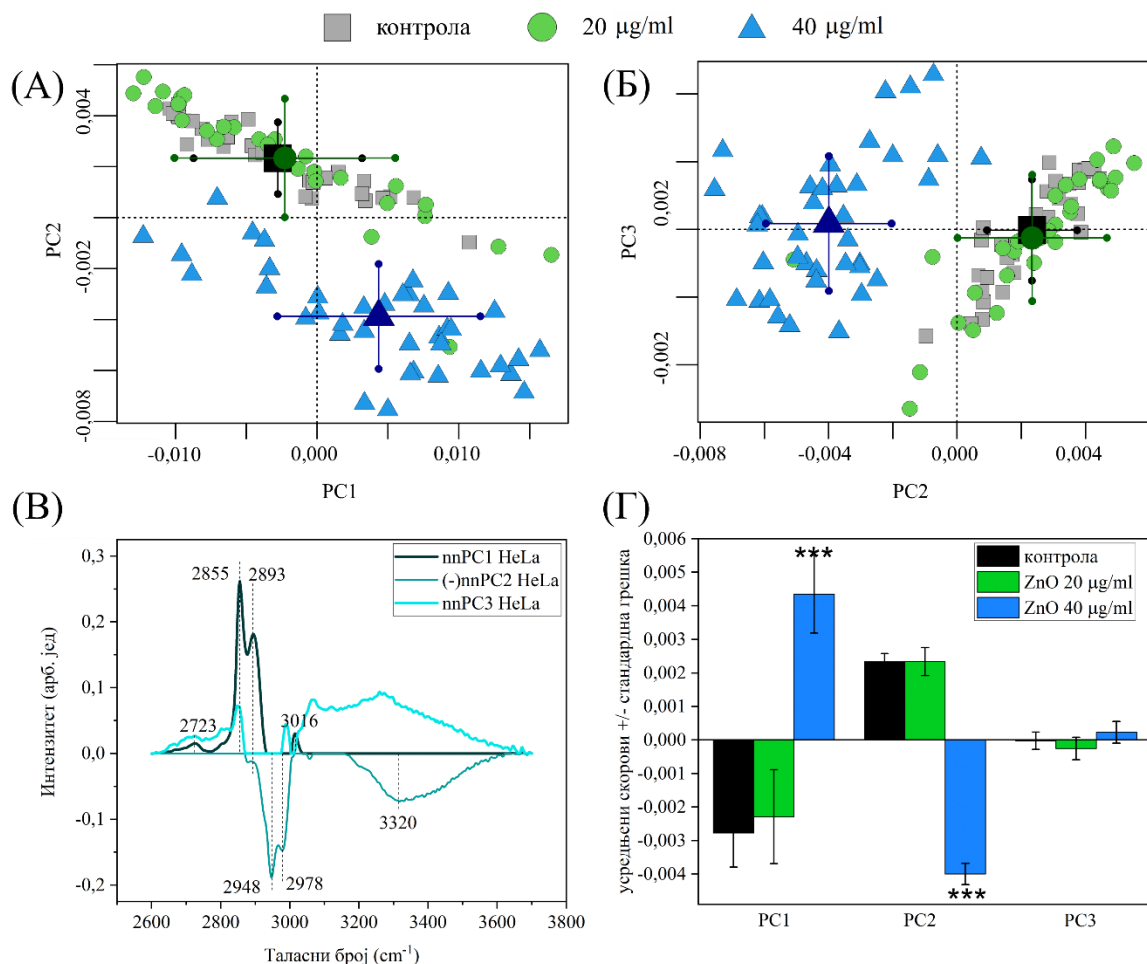 контрола 20 µg/ml 40 µg/ml
(А)
0,004
-0,002
-0,008
PC2
-0,010 0,000 0,010
PC1
(Б)
0,002
-0,002
PC3
-0,008 -0,004 0,000 0,004
PC2
(В)
nnPC1 HeLa
(-)nnPC2 HeLa
nnPC3 HeLa
2855 2893
2723
3016
3320
2948 2978
0,3
0,2
0,1
0,0
-0,1
-0,2
Интензитет (арб. јед)
2600 2800 3000 3200 3400 3600 3800
Таласни број (cm⁻¹)
(Г)
контрола
ZnO 20 µg/ml
ZnO 40 µg/ml
***
***
0,006
0,005
0,004
0,003
0,002
0,001
0,000
-0,001
-0,002
-0,003
-0,004
-0,005
усредњени скорови +/- стандардна грешка
PC1 PC2 PC3